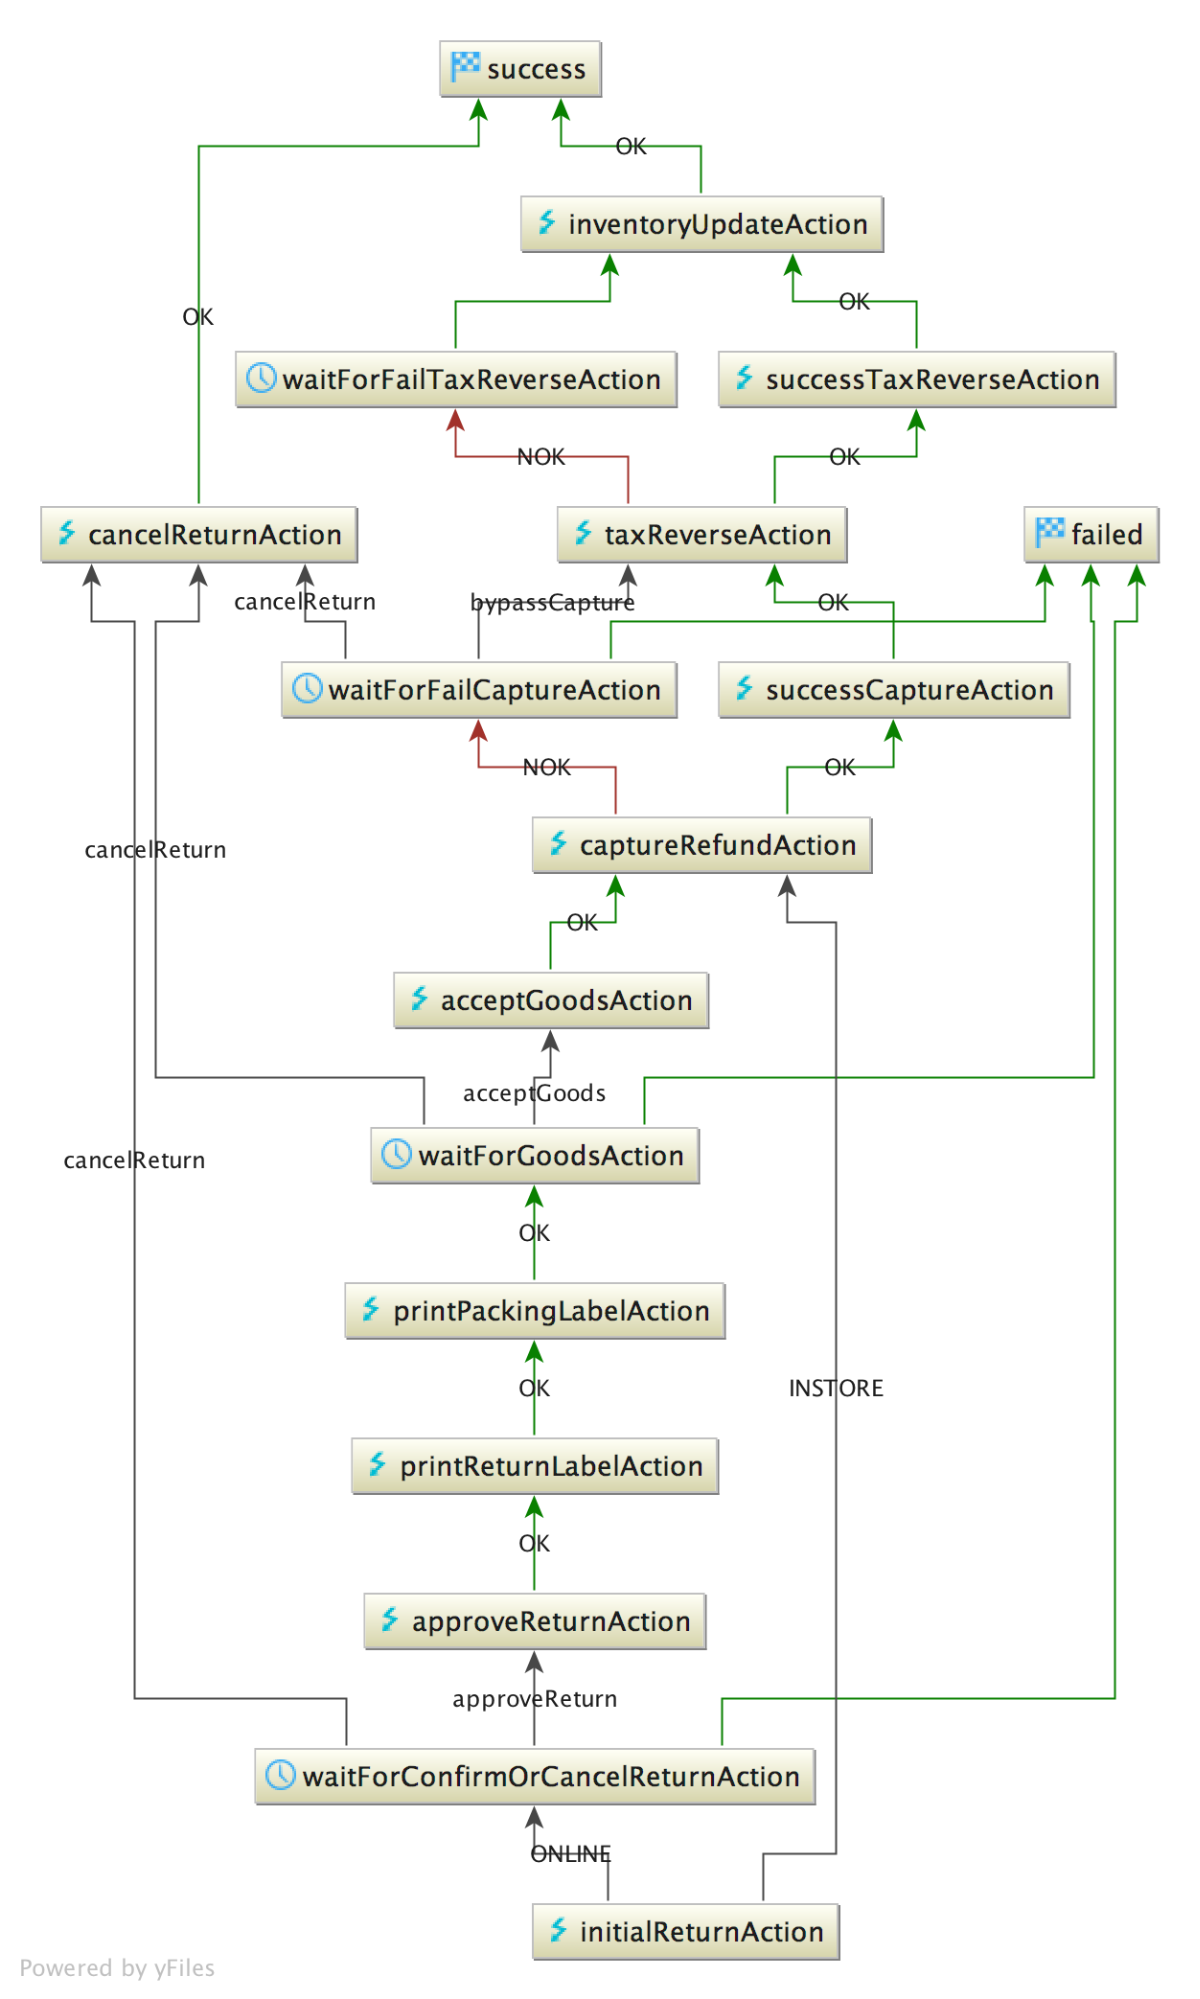 success
OK
inventoryUpdateAction
OK
OK
waitForFailTaxReverseAction
successTaxReverseAction
NOK
OK
cancelReturnAction
taxReverseAction
failed
cancelReturn
bypassCapture
OK
waitForFailCaptureAction
successCaptureAction
NOK
OK
captureRefundAction
cancelReturn
OK
acceptGoodsAction
acceptGoods
waitForGoodsAction
cancelReturn
OK
printPackingLabelAction
OK
INSTORE
printReturnLabelAction
OK
approveReturnAction
approveReturn
waitForConfirmOrCancelReturnAction
ONLINE
initialReturnAction
Powered by yFiles